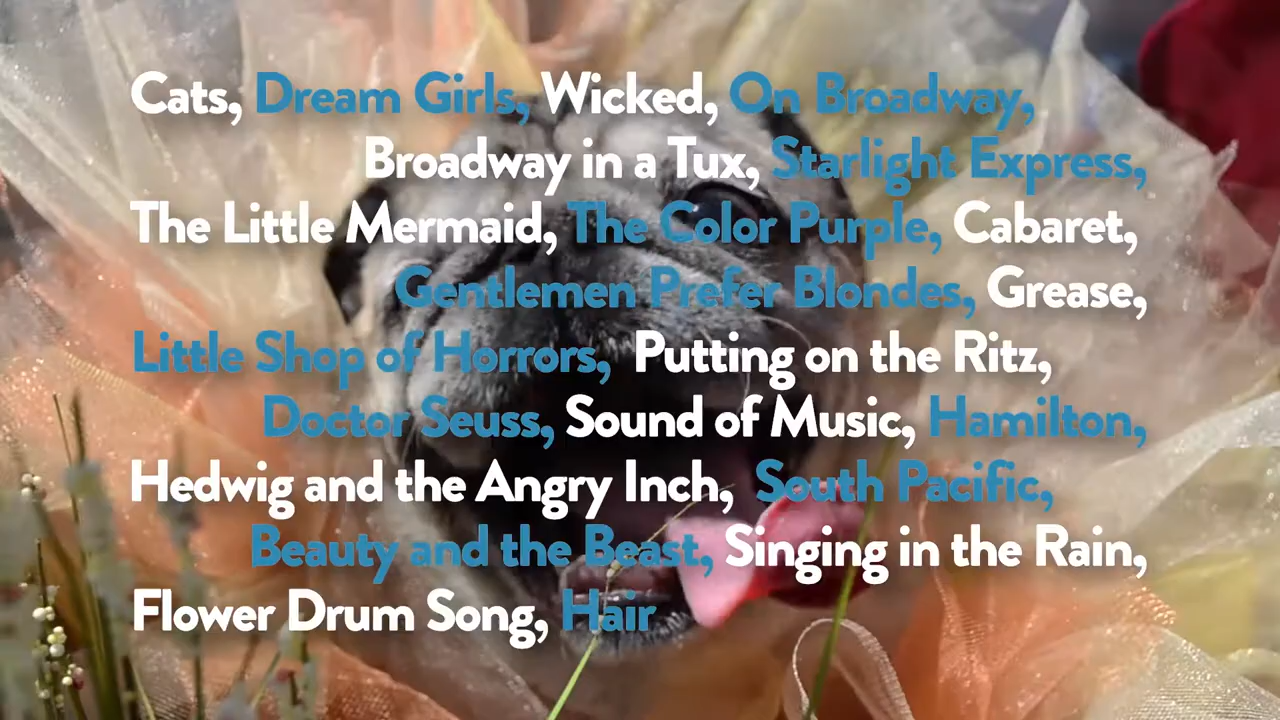 Cats, Dream Girls, Wicked, On Broadway,
Broadway in a Tux, Starlight Express,
The Little Mermaid, The Color Purple, Cabaret,
Gentlemen Prefer Blondes, Grease,
Little Shop of Horrors, Putting on the Ritz,
Doctor Seuss, Sound of Music, Hamilton,
Hedwig and the Angry Inch, South Pacific,
Beauty and the Beast, Singing in the Rain,
Flower Drum Song, Hair